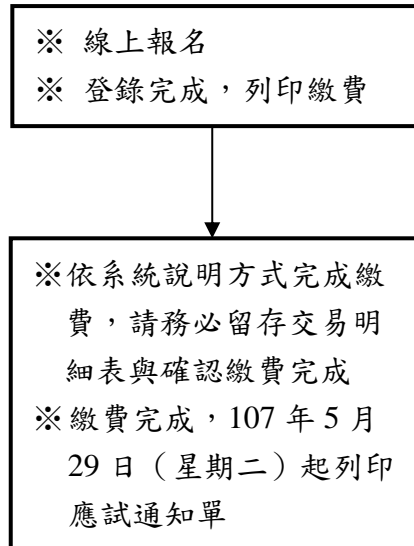 ※ 線上報名
※ 登錄完成，列印繳費
※依系統說明方式完成繳
費，請務必留存交易明
細表與確認繳費完成
※繳費完成，107 年 5 月
29 日（星期二）起列印
應試通知單